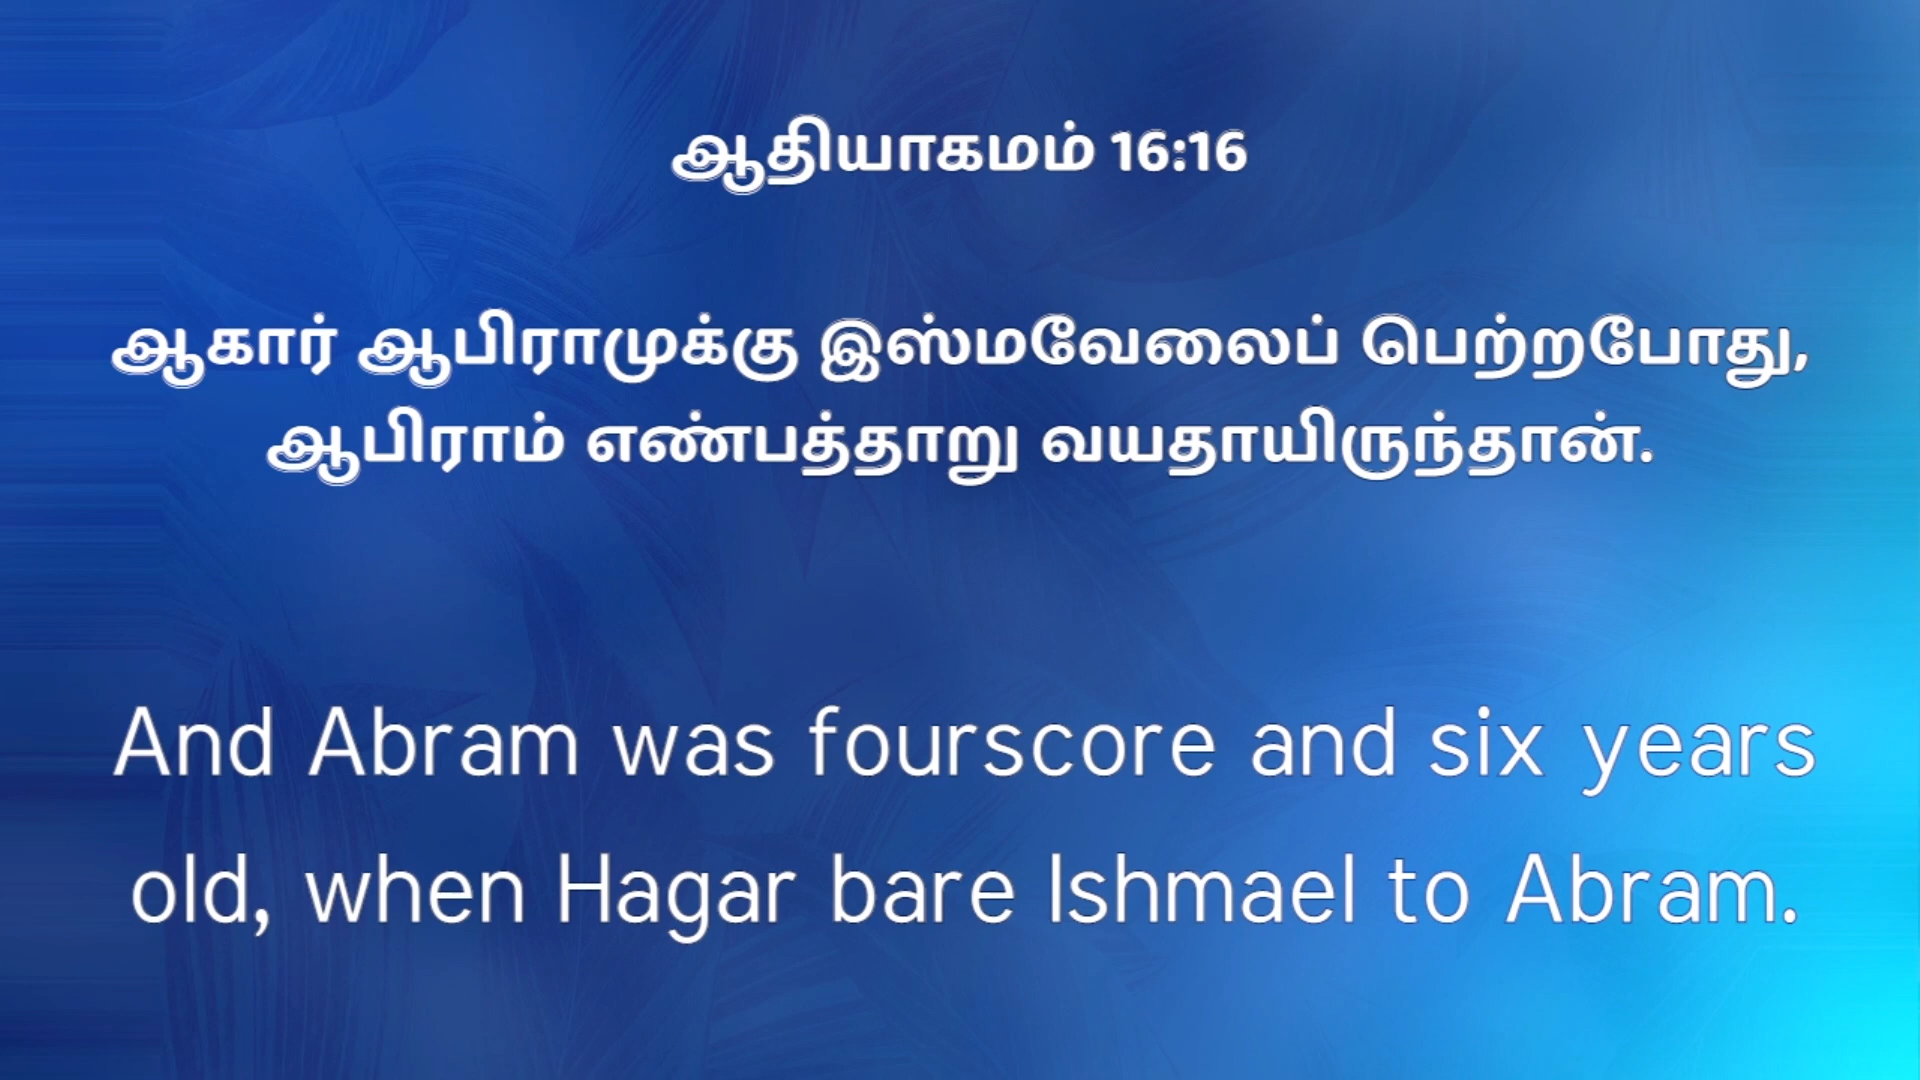 ஆதியாகமம் 16:16
ஆகார் ஆபிராமுக்கு இஸ்மவேலைப் பெற்றபோது,
ஆபிராம் எண்பத்தாறு வயதாயிருந்தான்.
And Abram was fourscore and six years
old, when Hagar bare Ishmael to Abram.